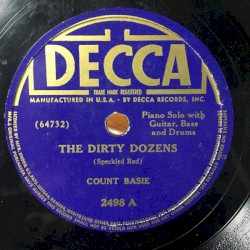 DECCA
TRADE MARK REGISTERED
MANUFACTURED IN U.S.A. - BY DECCA RECORDS, INC.
(64732)
Piano Solo with
Guitar, Bass
and Drums
THE DIRTY DOZENS
(Speckled Red)
COUNT BASIE
2498 A